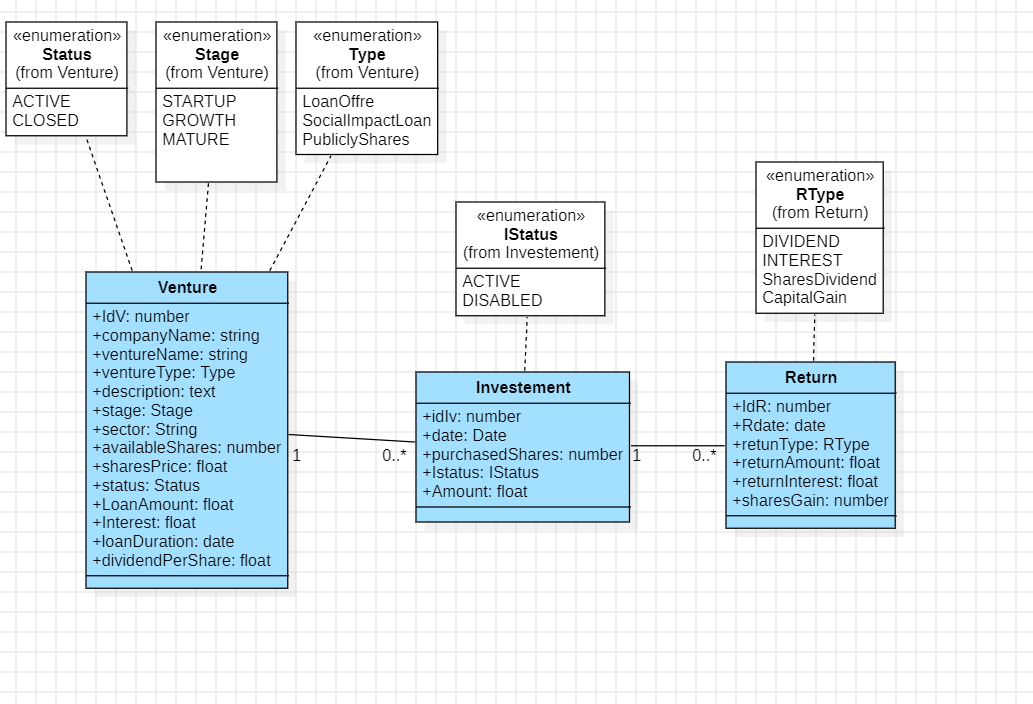 «enumeration»
Status
(from Venture)
ACTIVE
CLOSED
«enumeration»
Stage
(from Venture)
STARTUP
GROWTH
MATURE
«enumeration»
Type
(from Venture)
LoanOffre
SocialImpactLoan
PubliclyShares
«enumeration»
IStatus
(from Investement)
ACTIVE
DISABLED
«enumeration»
RType
(from Return)
DIVIDEND
INTEREST
SharesDividend
CapitalGain
Venture
+IdV: number
+companyName: string
+ventureName: string
+ventureType: Type
+description: text
+stage: Stage
+sector: String
+availableShares: number
+sharesPrice: float
+status: Status
+LoanAmount: float
+Interest: float
+loanDuration: date
+dividendPerShare: float
1
0..*
Investement
+idIv: number
+date: Date
+purchasedShares: number
+Istatus: IStatus
+Amount: float
1
0..*
Return
+IdR: number
+Rdate: date
+retunType: RType
+returnAmount: float
+returnInterest: float
+sharesGain: number